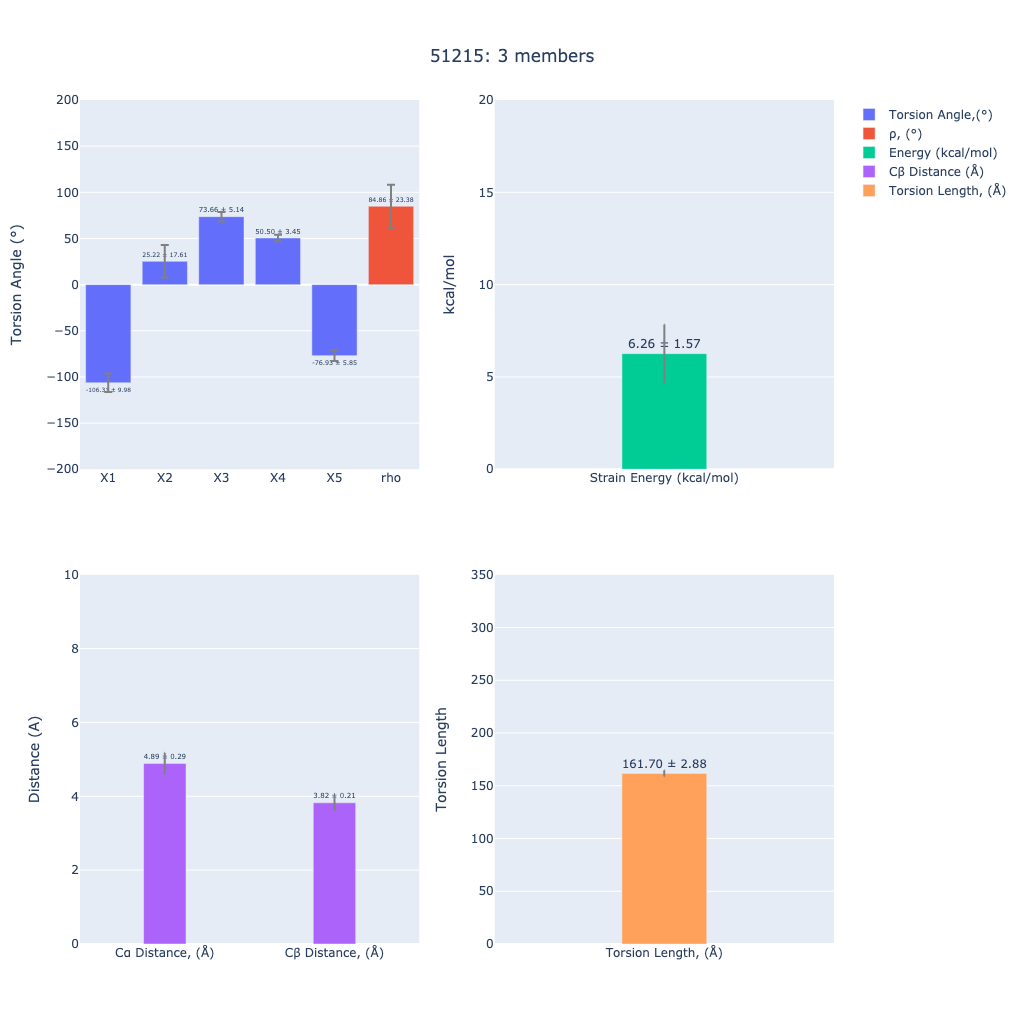 51215: 3 members
Torsion Angle (°)
200
150
100
50
0
−50
−100
−150
−200
-106.33 ± 9.98
25.22 ± 17.61
73.66 ± 5.14
50.50 ± 3.45
-76.93 ± 5.85
84.86 ± 23.38
X1
X2
X3
X4
X5
rho
kcal/mol
20
15
10
5
0
6.26 ± 1.57
Strain Energy (kcal/mol)
Torsion Angle,(°)
ρ, (°)
Energy (kcal/mol)
Cβ Distance (Å)
Torsion Length, (Å)
Distance (A)
10
8
6
4
2
0
4.89 ± 0.29
3.82 ± 0.21
Cα Distance, (Å)
Cβ Distance, (Å)
Torsion Length
350
300
250
200
150
100
50
0
161.70 ± 2.88
Torsion Length, (Å)